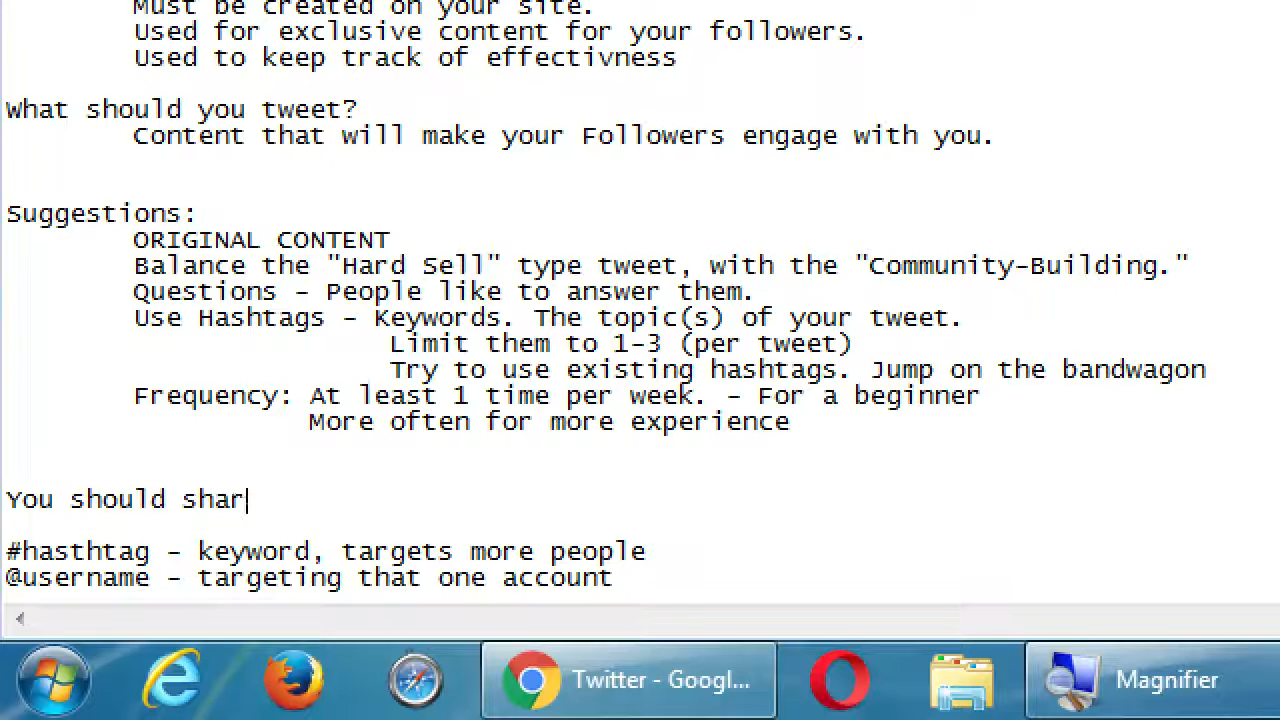 Must be created on your site.
Used for exclusive content for your followers.
Used to keep track of effectivness
What should you tweet?
Content that will make your Followers engage with you.
Suggestions:
ORIGINAL CONTENT
Balance the "Hard Sell" type tweet, with the "Community-Building."
Questions - People like to answer them.
Use Hashtags - Keywords. The topic(s) of your tweet.
Limit them to 1-3 (per tweet)
Try to use existing hashtags. Jump on the bandwagon
Frequency: At least 1 time per week. - For a beginner
More often for more experience
You should shar
#hasthtag - keyword, targets more people
@username - targeting that one account
Twitter - Googl...
Magnifier